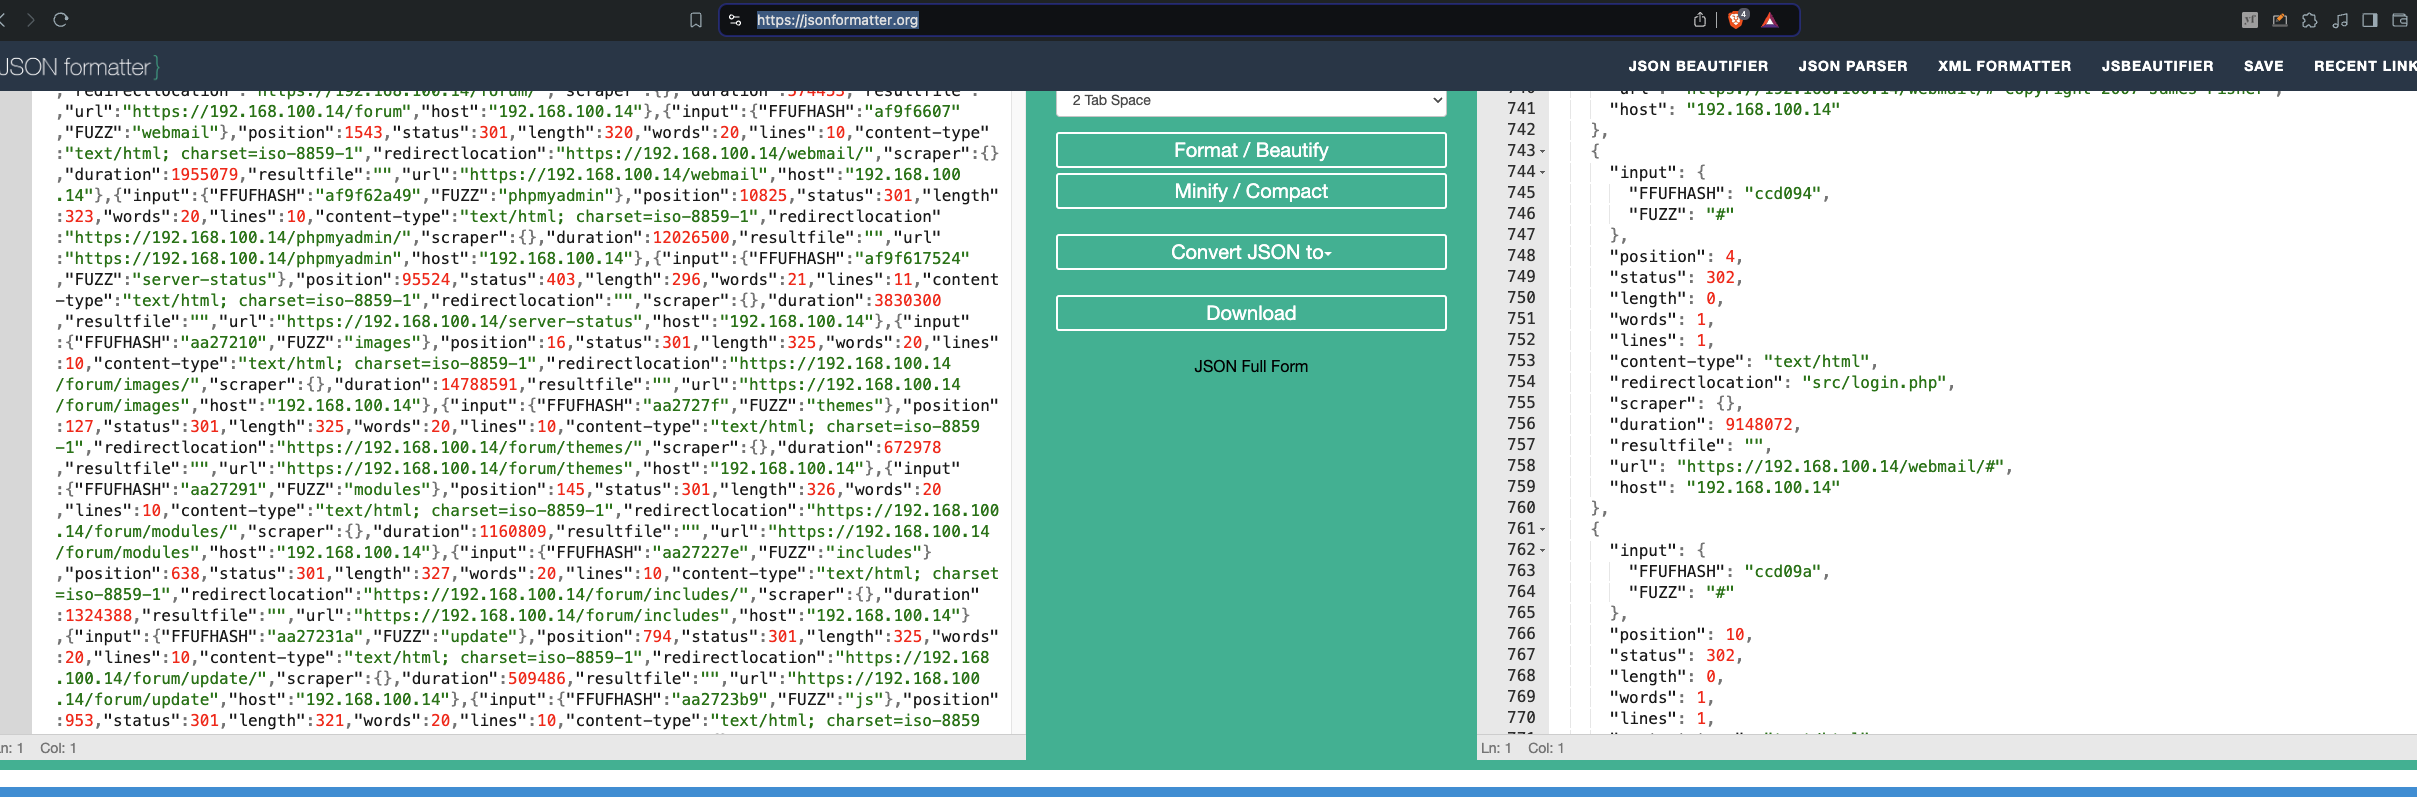 https://jsonformatter.org
4
JSON formatter}
JSON BEAUTIFIER
JSON PARSER
XML FORMATTER
JSBEAUTIFIER
SAVE
RECENT LINK
,"url":"https://192.168.100.14/forum","host":"192.168.100.14"},{"input":{"FFUFHASH":"af9f6607"
,"FUZZ":"webmail"},"position":1543,"status":301,"length":320,"words":20,"lines":10,"content-type"
:"text/html; charset=iso-8859-1","redirectlocation":"https://192.168.100.14/webmail/","scraper":{}
,"duration":1955079,"resultfile":"","url":"https://192.168.100.14/webmail","host":"192.168.100
.14"},{"input":{"FFUFHASH":"af9f62a49","FUZZ":"phpmyadmin"},"position":10825,"status":301,"length"
:323,"words":20,"lines":10,"content-type":"text/html; charset=iso-8859-1","redirectlocation"
:"https://192.168.100.14/phpmyadmin/","scraper":{},"duration":12026500,"resultfile":"","url"
:"https://192.168.100.14/phpmyadmin","host":"192.168.100.14"},{"input":{"FFUFHASH":"af9f617524"
,"FUZZ":"server-status"},"position":95524,"status":403,"length":296,"words":21,"lines":11,"content
-type":"text/html; charset=iso-8859-1","redirectlocation":"","scraper":{},"duration":3830300
,"resultfile":"","url":"https://192.168.100.14/server-status","host":"192.168.100.14"},{"input"
:{"FFUFHASH":"aa27210","FUZZ":"images"},"position":16,"status":301,"length":325,"words":20,"lines"
:10,"content-type":"text/html; charset=iso-8859-1","redirectlocation":"https://192.168.100.14
/forum/images/","scraper":{},"duration":14788591,"resultfile":"","url":"https://192.168.100.14
/forum/images","host":"192.168.100.14"},{"input":{"FFUFHASH":"aa2727f","FUZZ":"themes"},"position"
:127,"status":301,"length":325,"words":20,"lines":10,"content-type":"text/html; charset=iso-8859
-1","redirectlocation":"https://192.168.100.14/forum/themes/","scraper":{},"duration":672978
,"resultfile":"","url":"https://192.168.100.14/forum/themes","host":"192.168.100.14"},{"input"
:{"FFUFHASH":"aa27291","FUZZ":"modules"},"position":145,"status":301,"length":326,"words":20
,"lines":10,"content-type":"text/html; charset=iso-8859-1","redirectlocation":"https://192.168.100
.14/forum/modules/","scraper":{},"duration":1160809,"resultfile":"","url":"https://192.168.100.14
/forum/modules","host":"192.168.100.14"},{"input":{"FFUFHASH":"aa27227e","FUZZ":"includes"}
,"position":638,"status":301,"length":327,"words":20,"lines":10,"content-type":"text/html; charset
=iso-8859-1","redirectlocation":"https://192.168.100.14/forum/includes/","scraper":{},"duration"
:1324388,"resultfile":"","url":"https://192.168.100.14/forum/includes","host":"192.168.100.14"}
,{"input":{"FFUFHASH":"aa27231a","FUZZ":"update"},"position":794,"status":301,"length":325,"words"
:20,"lines":10,"content-type":"text/html; charset=iso-8859-1","redirectlocation":"https://192.168
.100.14/forum/update/","scraper":{},"duration":509486,"resultfile":"","url":"https://192.168.100
.14/forum/update","host":"192.168.100.14"},{"input":{"FFUFHASH":"aa2723b9","FUZZ":"js"},"position"
:953,"status":301,"length":321,"words":20,"lines":10,"content-type":"text/html; charset=iso-8859
n: 1 Col: 1
2 Tab Space
Format / Beautify
Minify / Compact
Convert JSON to
Download
JSON Full Form
741 "host": "192.168.100.14"
742 },
743 {
744 "input": {
745 "FFUFHASH": "ccd094",
746 "FUZZ": "#"
747 },
748 "position": 4,
749 "status": 302,
750 "length": 0,
751 "words": 1,
752 "lines": 1,
753 "content-type": "text/html",
754 "redirectlocation": "src/login.php",
755 "scraper": {},
756 "duration": 9148072,
757 "resultfile": "",
758 "url": "https://192.168.100.14/webmail/#",
759 "host": "192.168.100.14"
760 },
761 {
762 "input": {
763 "FFUFHASH": "ccd09a",
764 "FUZZ": "#"
765 },
766 "position": 10,
767 "status": 302,
768 "length": 0,
769 "words": 1,
770 "lines": 1,
Ln: 1 Col: 1